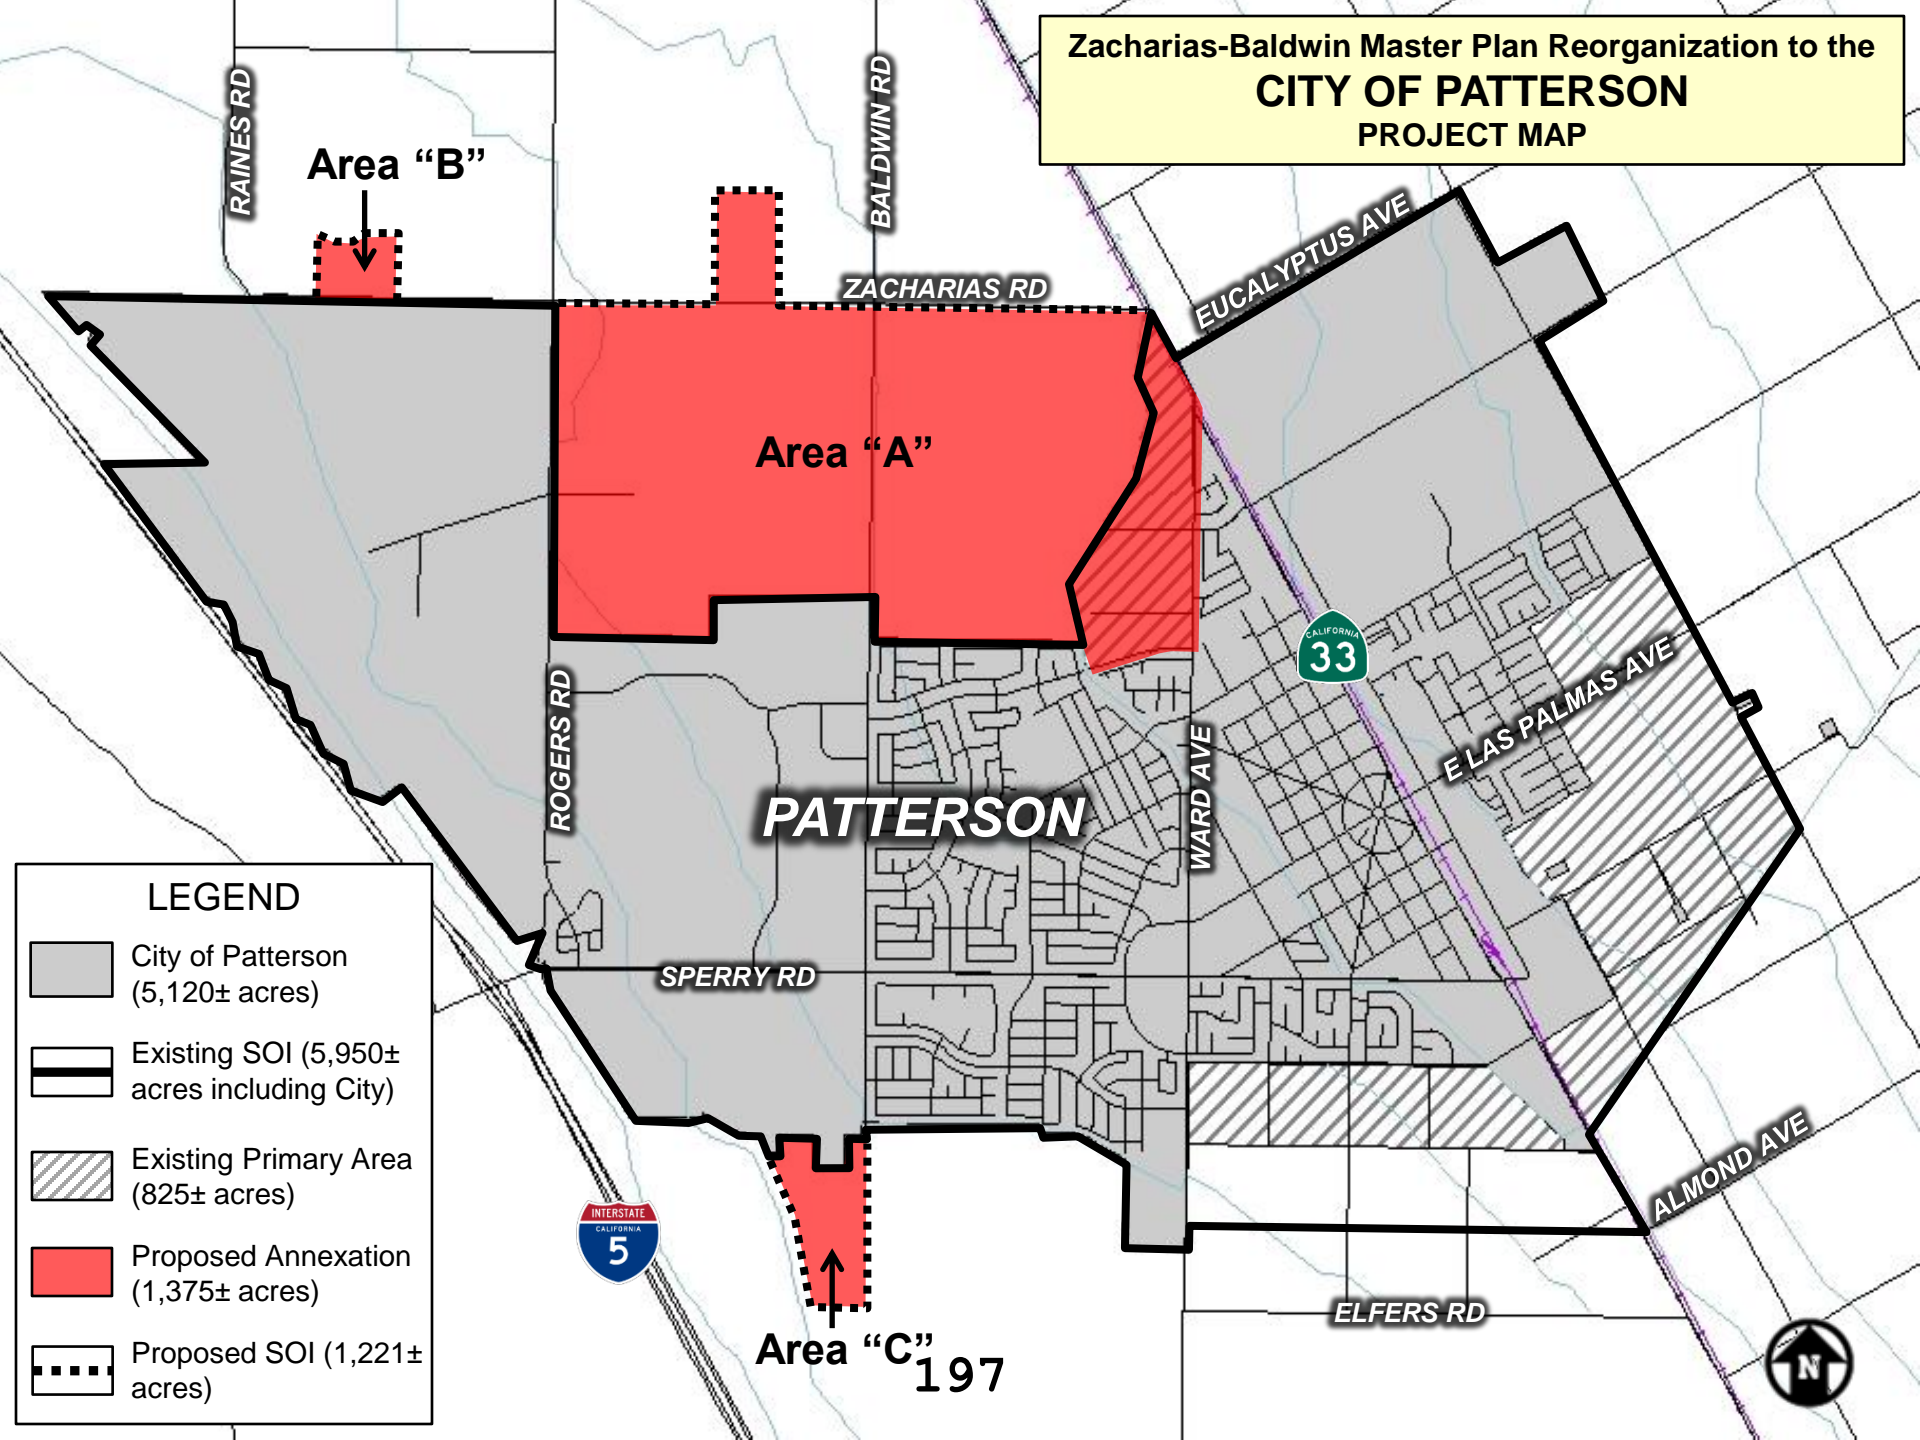 Zacharias-Baldwin Master Plan Reorganization to the
CITY OF PATTERSON
PROJECT MAP
RAINES RD
BALDWIN RD
Area “B”
EUCALYPTUS AVE
ZACHARIAS RD
Area “A”
CALIFORNIA
33
E LAS PALMAS AVE
ROGERS RD
WARD AVE
PATTERSON
SPERRY RD
LEGEND
City of Patterson
(5,120± acres)
Existing SOI (5,950±
acres including City)
Existing Primary Area
(825± acres)
Proposed Annexation
(1,375± acres)
Proposed SOI (1,221±
acres)
INTERSTATE
CALIFORNIA
5
ALMOND AVE
ELFERS RD
Area “C”
197
N